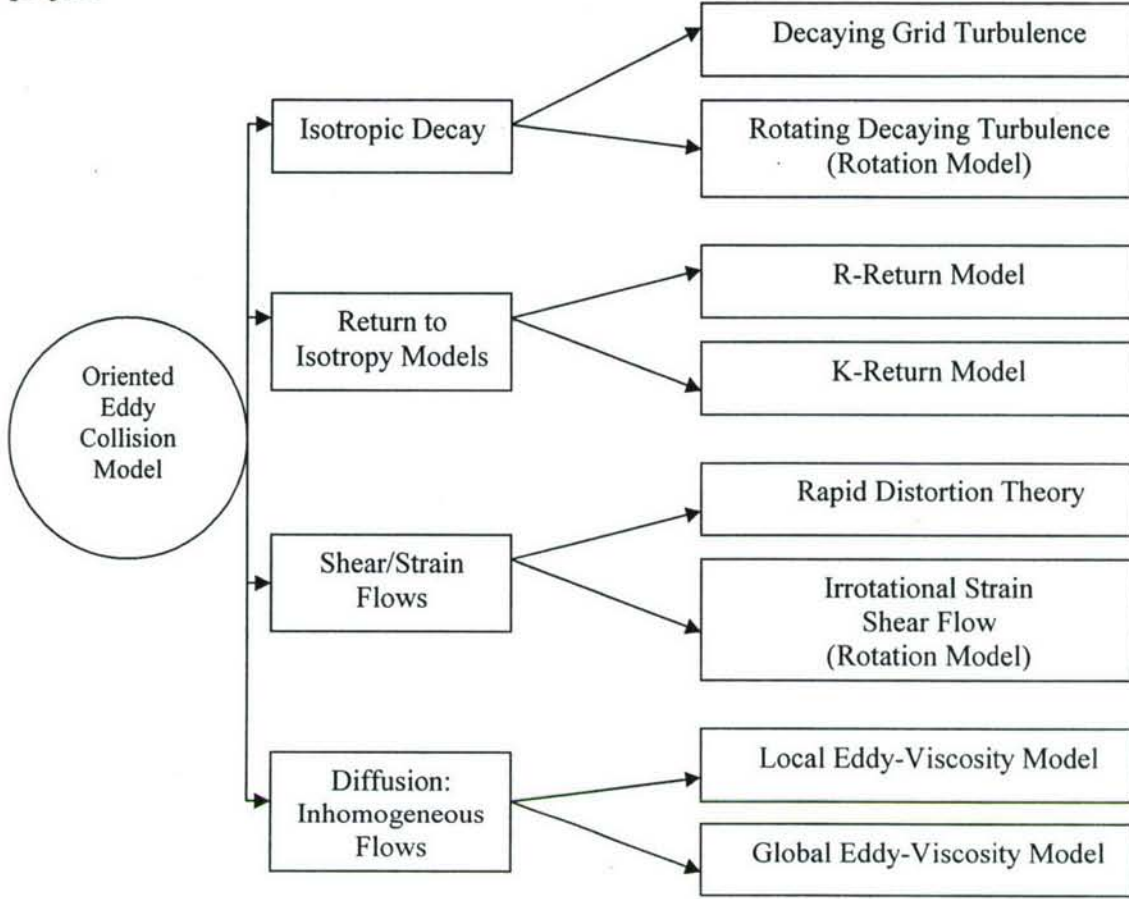 Decaying Grid Turbulence
Isotropic Decay
Rotating Decaying Turbulence
(Rotation Model)
R-Return Model
Return to
Isotropy Models
K-Return Model
Oriented
Eddy
Collision
Model
Rapid Distortion Theory
Shear/Strain
Flows
Irrotational Strain
Shear Flow
(Rotation Model)
Local Eddy-Viscosity Model
Diffusion:
Inhomogeneous
Flows
Global Eddy-Viscosity Model